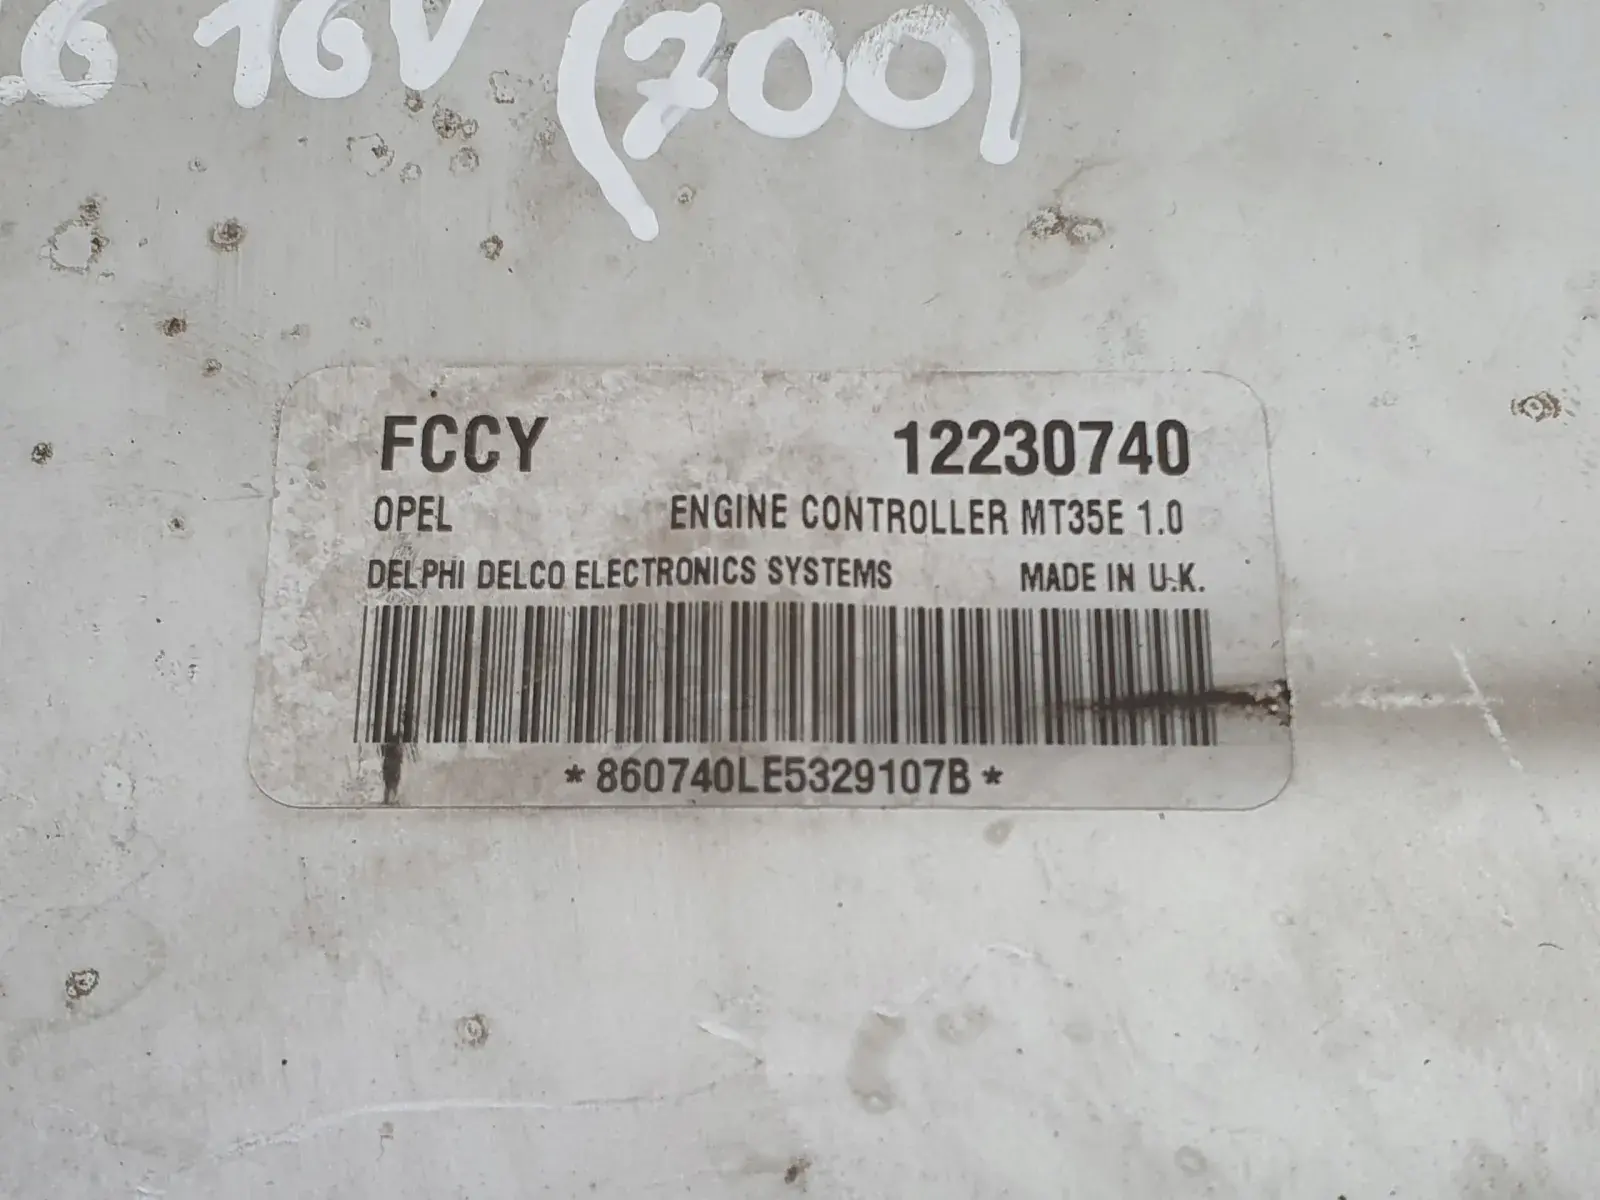 6 16V (700)
FCCY 12230740
OPEL ENGINE CONTROLLER MT35E 1.0
DELPHI DELCO ELECTRONICS SYSTEMS MADE IN U.K.
*860740LE5329107B*